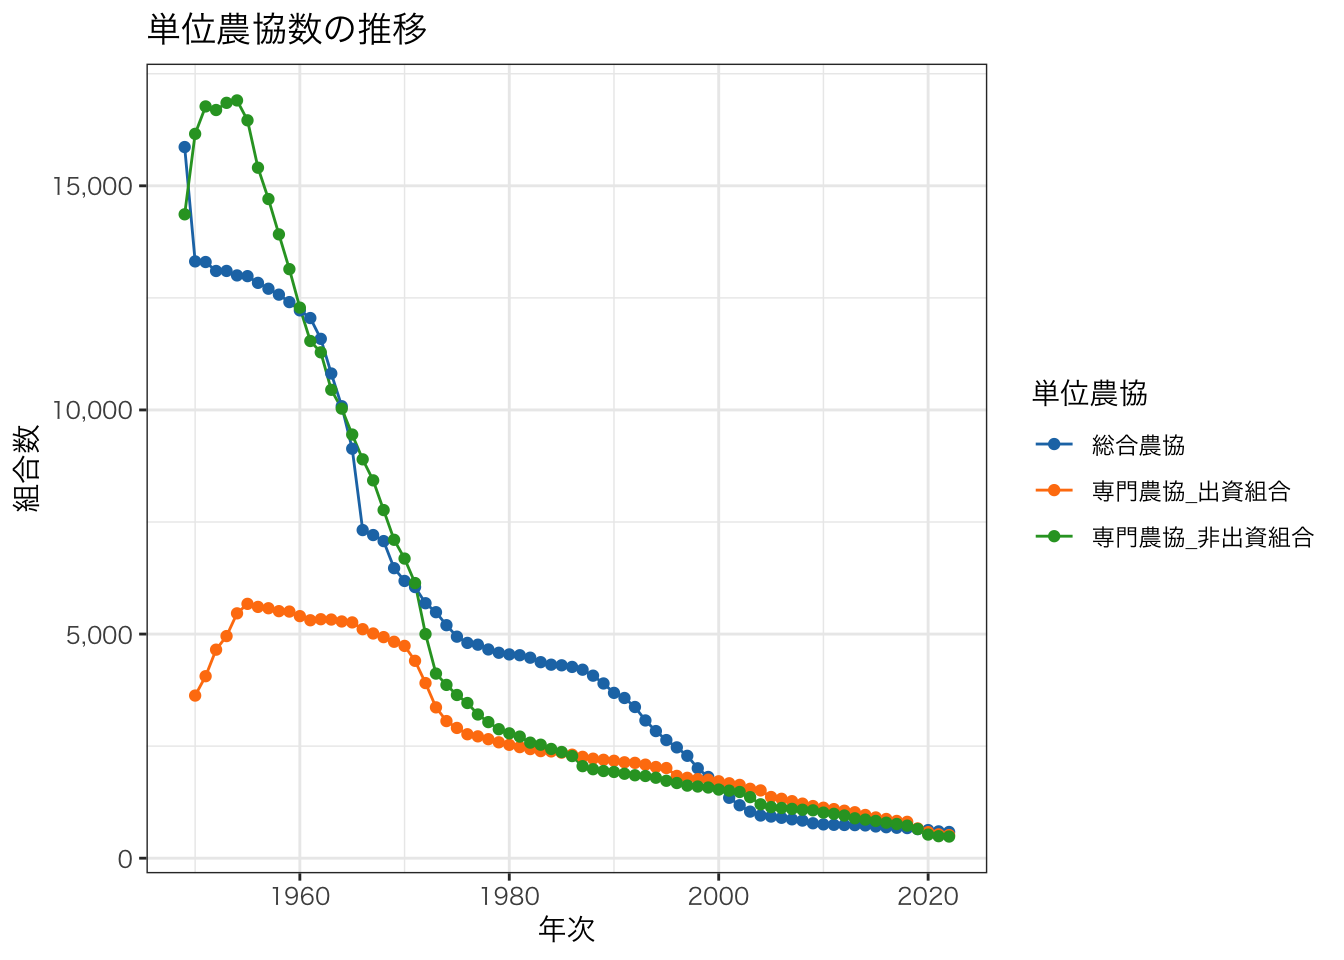 単位農協数の推移
15,000
10,000
5,000
0
組合数
1960
1980
2000
2020
年次
単位農協
総合農協
専門農協_出資組合
専門農協_非出資組合